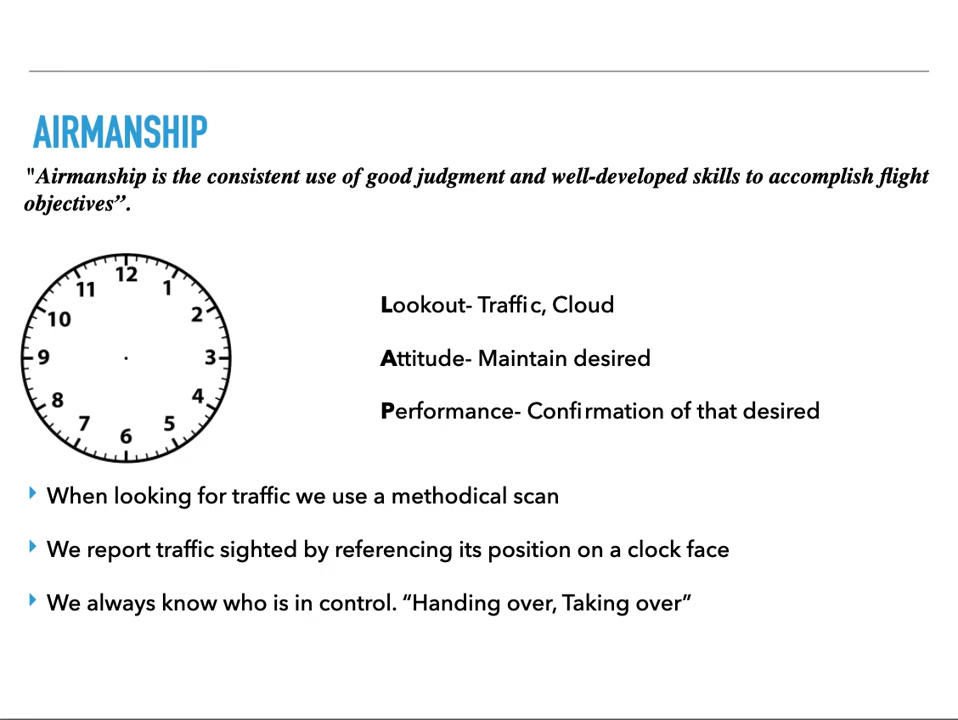 AIRMANSHIP
"Airmanship is the consistent use of good judgment and well-developed skills to accomplish flight
objectives”.
12
11
1
10
2
9
3
8
4
7
5
6
Lookout- Traffic, Cloud
Attitude- Maintain desired
Performance- Confirmation of that desired
When looking for traffic we use a methodical scan
We report traffic sighted by referencing its position on a clock face
We always know who is in control. “Handing over, Taking over”